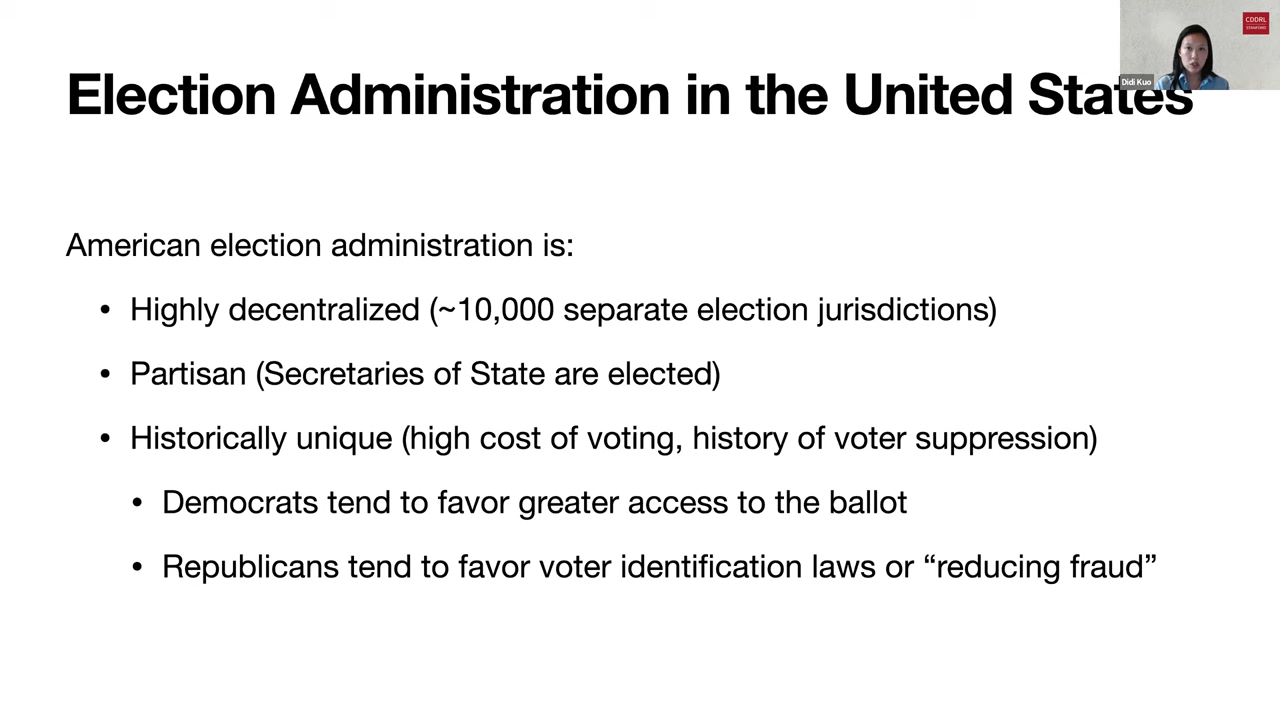 Election Administration in the United States
CDDRL
STANFORD
Didi Kuo
American election administration is:
• Highly decentralized (~10,000 separate election jurisdictions)
• Partisan (Secretaries of State are elected)
• Historically unique (high cost of voting, history of voter suppression)
• Democrats tend to favor greater access to the ballot
• Republicans tend to favor voter identification laws or “reducing fraud”